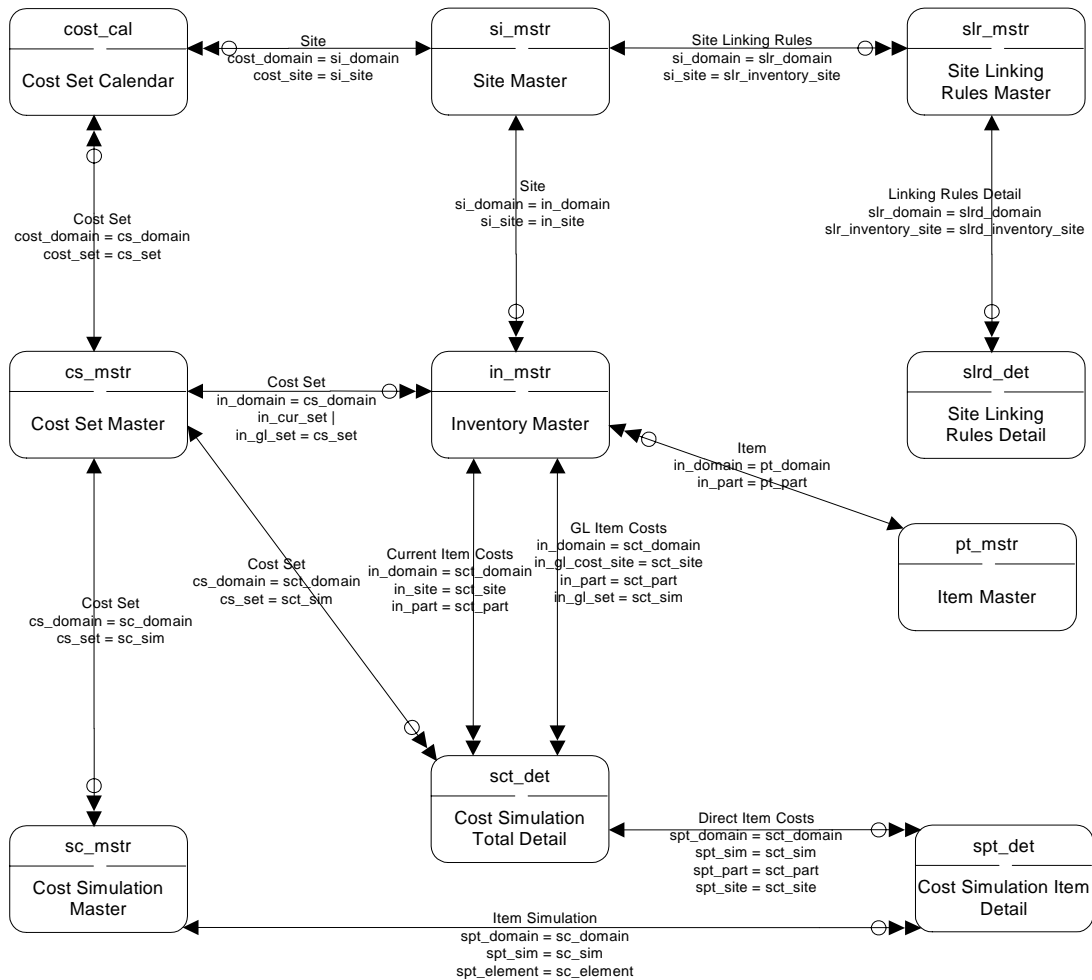 cost_cal
Cost Set Calendar
Site
cost_domain = si_domain
cost_site = si_site
si_mstr
Site Master
Site Linking Rules
si_domain = slr_domain
si_site = slr_inventory_site
slr_mstr
Site Linking
Rules Master
Cost Set
cost_domain = cs_domain
cost_set = cs_set
Site
si_domain = in_domain
si_site = in_site
Linking Rules Detail
slr_domain = slrd_domain
slr_inventory_site = slrd_inventory_site
cs_mstr
Cost Set Master
Cost Set
in_domain = cs_domain
in_cur_set |
in_gl_set = cs_set
in_mstr
Inventory Master
slrd_det
Site Linking
Rules Detail
Item
in_domain = pt_domain
in_part = pt_part
pt_mstr
Item Master
Cost Set
cs_domain = sc_domain
cs_set = sc_sim
Cost Set
cs_domain = sct_domain
cs_set = sct_sim
Current Item Costs
in_domain = sct_domain
in_site = sct_site
in_part = sct_part
GL Item Costs
in_domain = sct_domain
in_gl_cost_site = sct_site
in_part = sct_part
in_gl_set = sct_sim
sct_det
Cost Simulation
Total Detail
Direct Item Costs
spt_domain = sct_domain
spt_sim = sct_sim
spt_part = sct_part
spt_site = sct_site
spt_det
Cost Simulation Item
Detail
sc_mstr
Cost Simulation
Master
Item Simulation
spt_domain = sc_domain
spt_sim = sc_sim
spt_element = sc_element